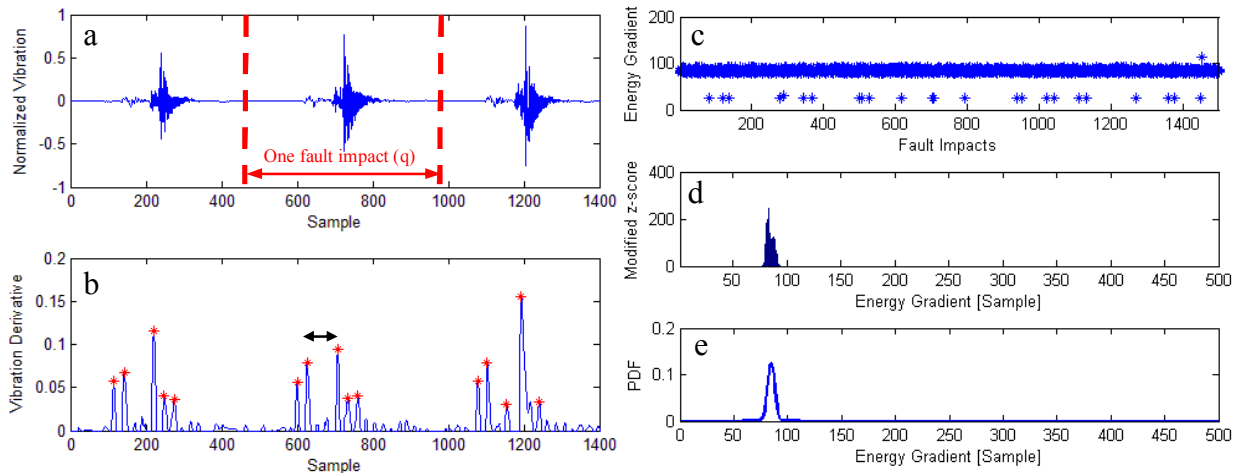 a
Normalized Vibration
1
0.5
0
-0.5
-1
One fault impact (q)
0 200 400 600 800 1000 1200 1400
Sample
b
Vibration Derivative
0.2
0.15
0.1
0.05
0
0 200 400 600 800 1000 1200 1400
Sample
c
Energy Gradient
200
100
0
200 400 600 800 1000 1200 1400
Fault Impacts
d
Modified z-score
400
200
0
50 100 150 200 250 300 350 400 450 500
Energy Gradient [Sample]
e
PDF
0.2
0.1
0
0 50 100 150 200 250 300 350 400 450 500
Energy Gradient [Sample]